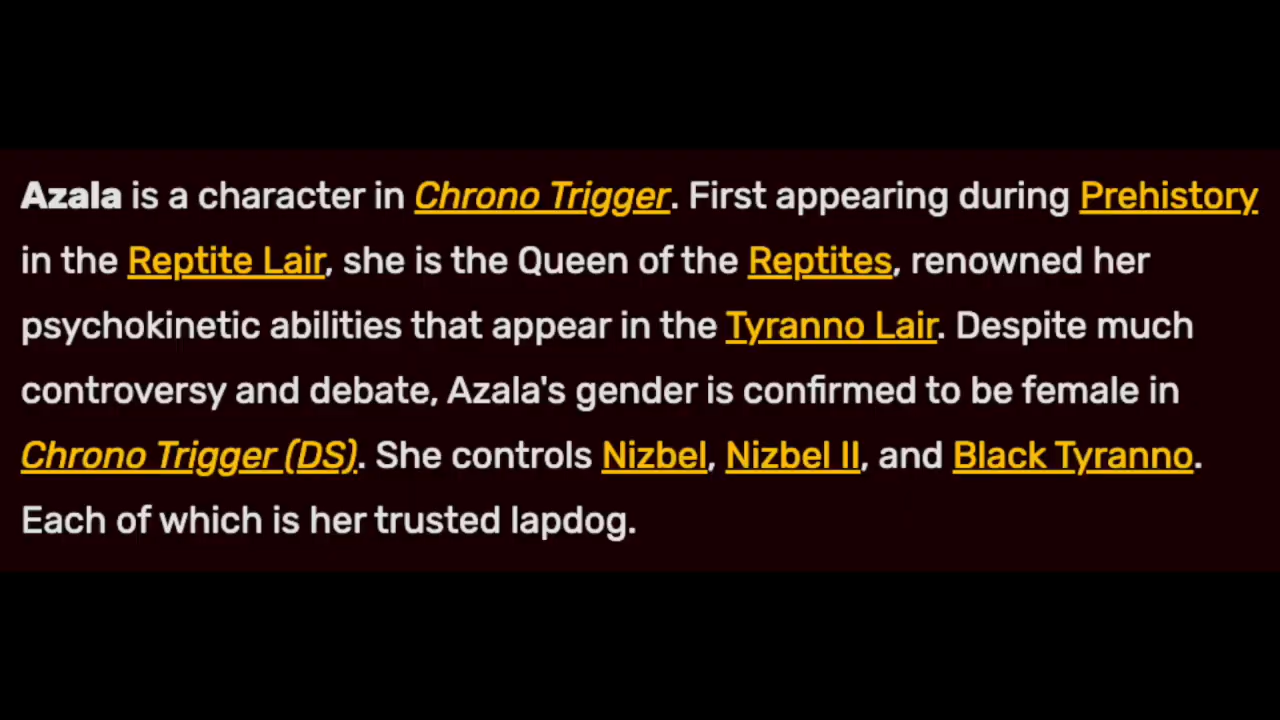 Azala is a character in Chrono Trigger. First appearing during Prehistory
in the Reptite Lair, she is the Queen of the Reptites, renowned her
psychokinetic abilities that appear in the Tyranno Lair. Despite much
controversy and debate, Azala's gender is confirmed to be female in
Chrono Trigger (DS). She controls Nizbel, Nizbel II, and Black Tyranno.
Each of which is her trusted lapdog.